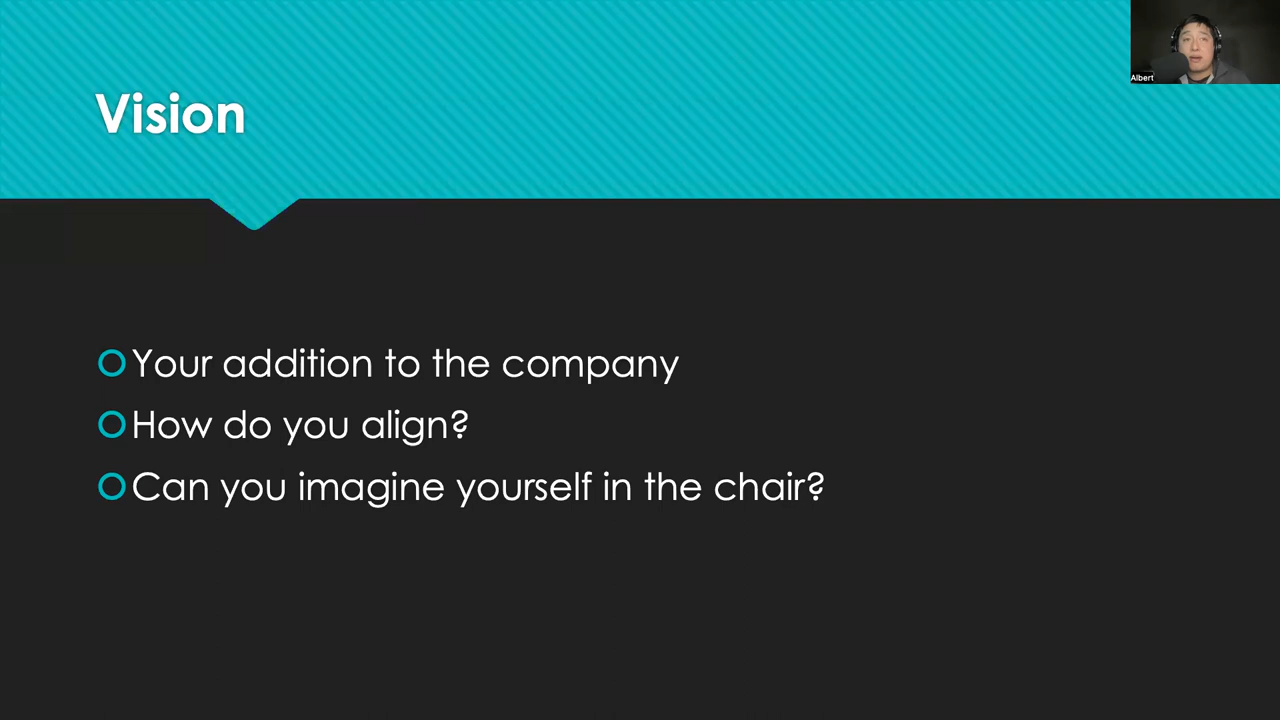 Vision
Albert
Your addition to the company
How do you align?
Can you imagine yourself in the chair?